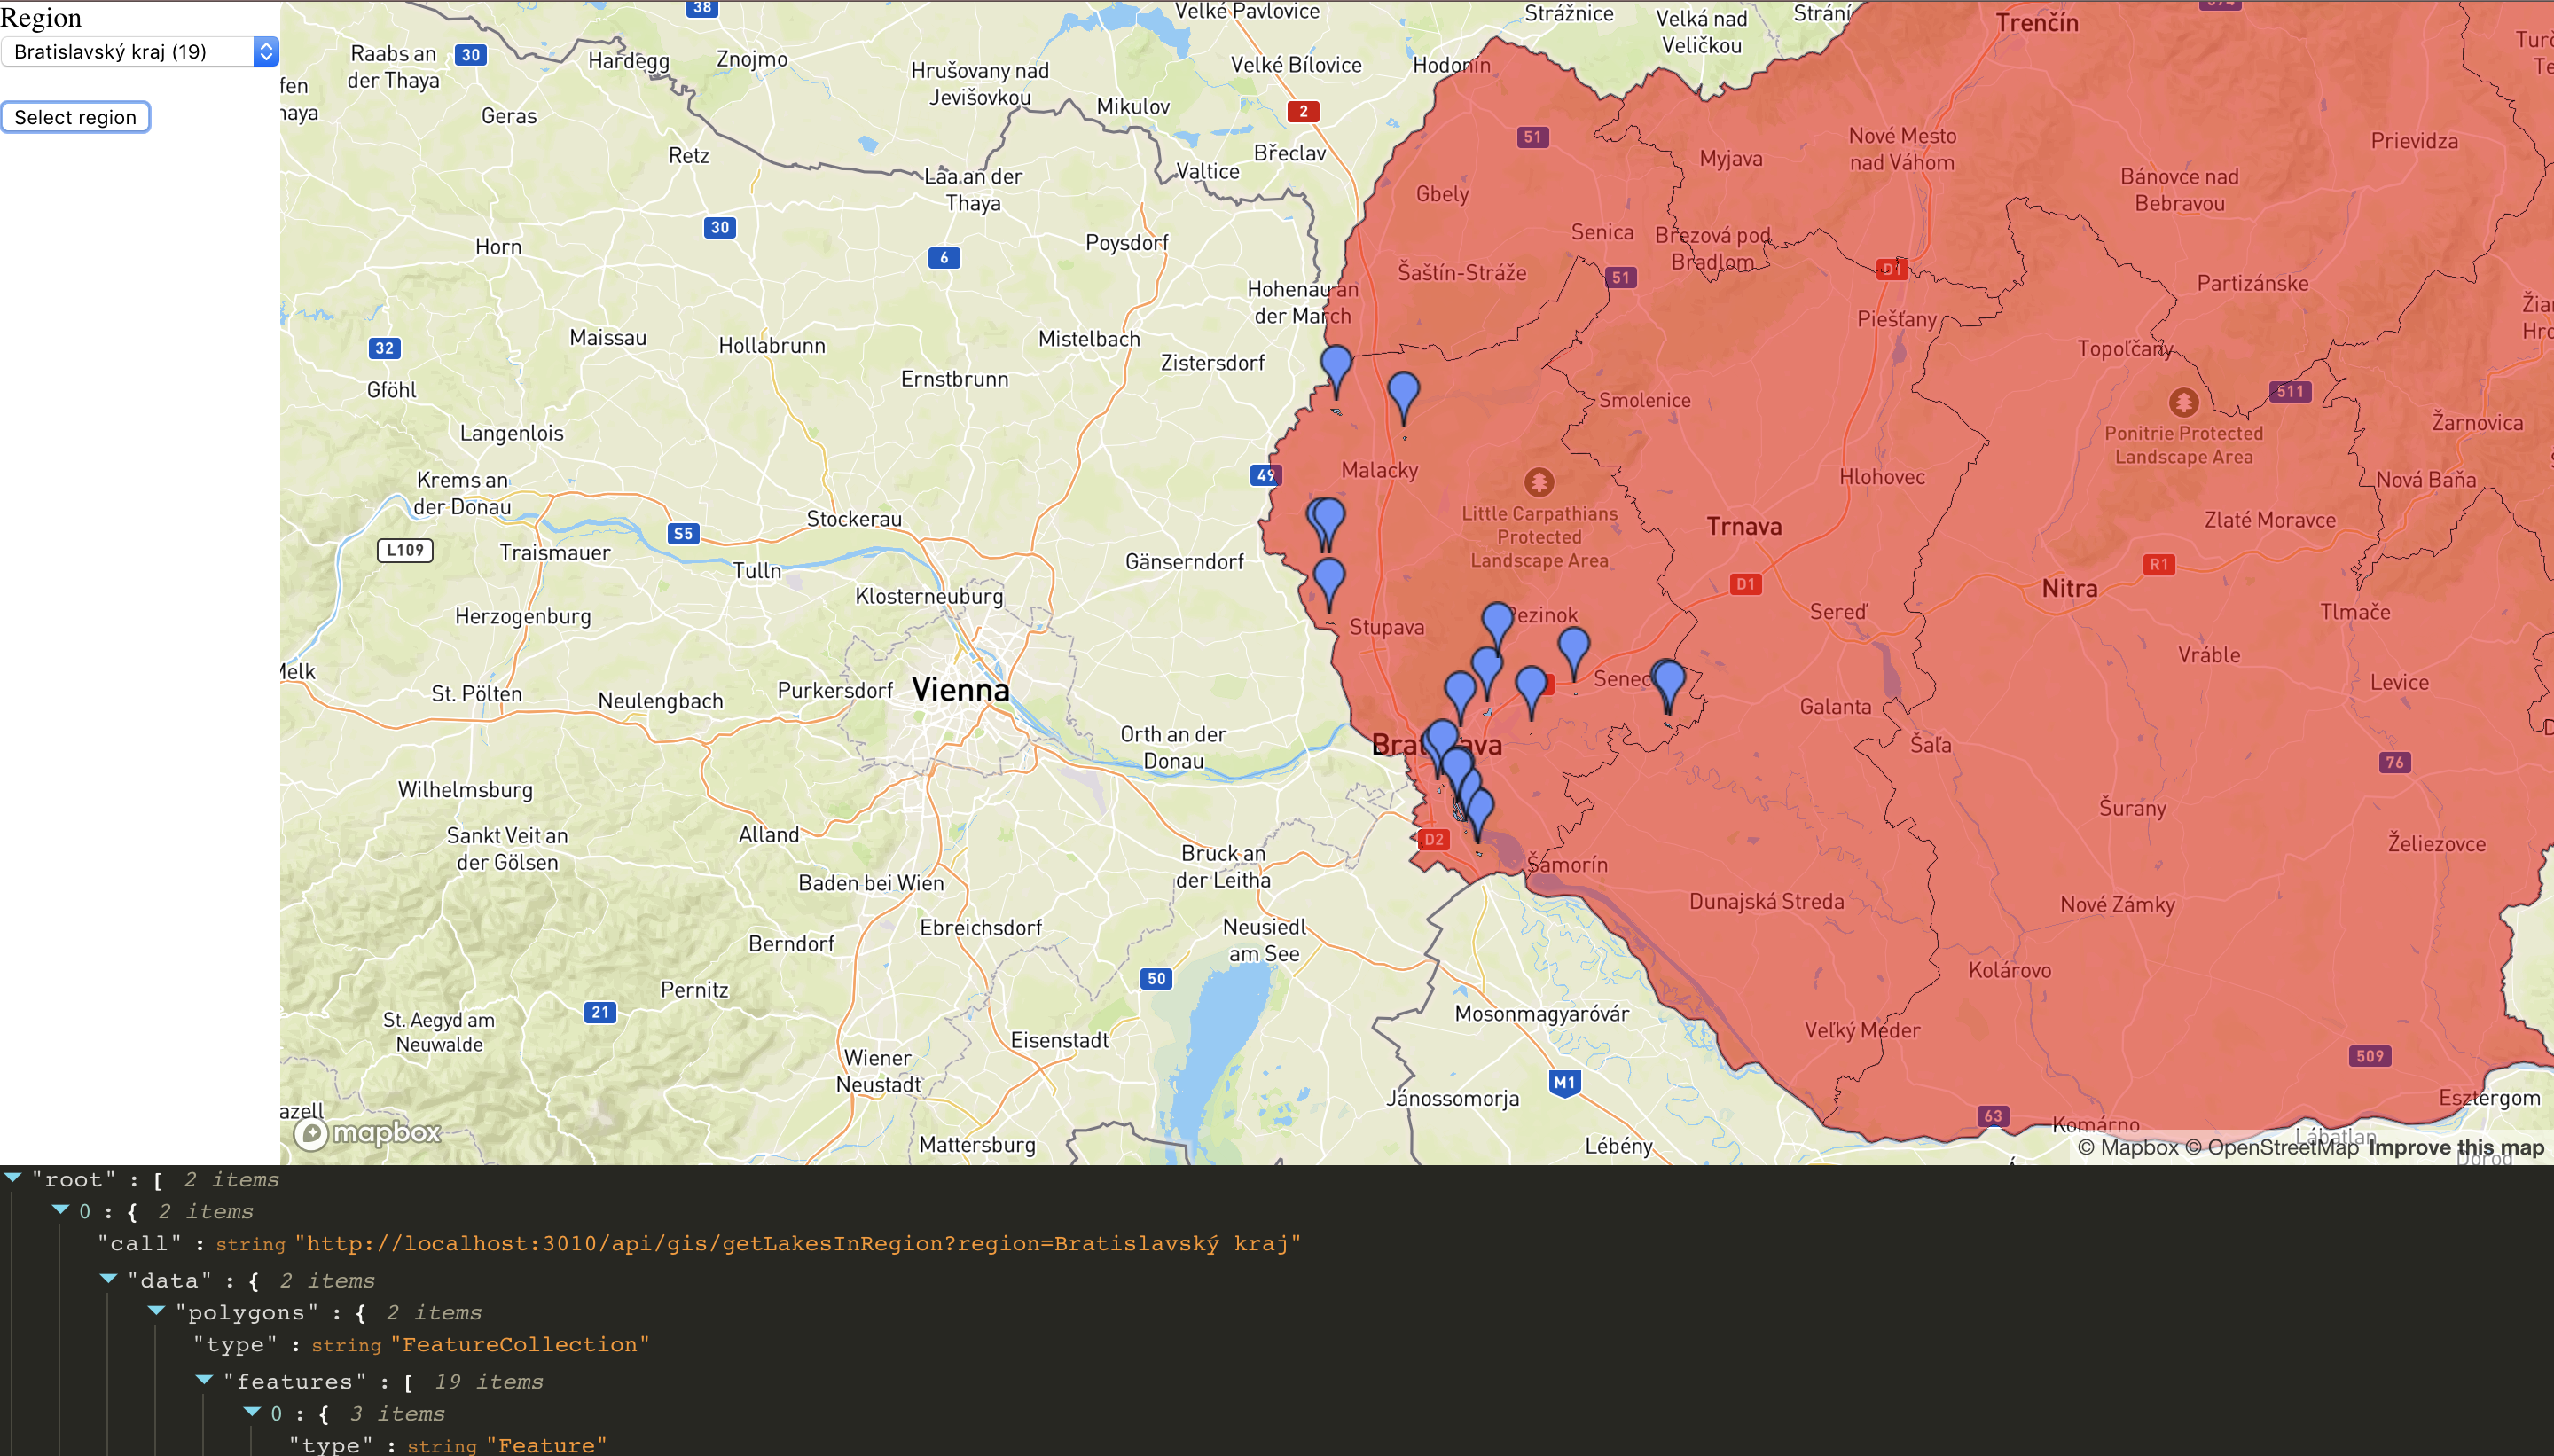 Region
Bratislavský kraj (19)
Select region
38
Velké Pavlovice
Strážnice
Velká nad
Veličkou
Strání
Trenčín
Raabs an
der Thaya
30
Hardegg
Znojmo
Hrušovany nad
Jevišovkou
Velké Bílovice
Hodonín
Mikulov
2
Geras
Retz
Břeclav
Valtice
Laa an der
Thaya
51
Myjava
Nové Mesto
nad Váhom
Prievidza
Bánovce nad
Bebravou
Gbely
Senica
Brezová pod
Bradlom
30
Horn
6
Poysdorf
Šaštín-Stráže
51
D1
Partizánske
Hohenau an
der March
Piešťany
Topoľčany
32
Maissau
Hollabrunn
Mistelbach
Zistersdorf
Gföhl
Ernstbrunn
Smolenice
511
Žarnovica
Langenlois
Ponitrie Protected
Landscape Area
Krems an
der Donau
49
Malacky
Hlohovec
Nová Baňa
Stockerau
S5
Little Carpathians
Protected
Landscape Area
Trnava
Zlaté Moravce
L109
Traismauer
Tulln
Gänserndorf
R1
D1
Nitra
Klosterneuburg
Herzogenburg
Stupava
Sereď
Tlmače
Vráble
Melk
St. Pölten
Neulengbach
Purkersdorf
Vienna
Senec
Levice
Galanta
Orth an der
Donau
Šaľa
76
Wilhelmsburg
Šurany
Sankt Veit an
der Gölsen
Alland
D2
Želiezovce
Bruck an
der Leitha
Šamorín
Baden bei Wien
Dunajská Streda
Nové Zámky
Ebreichsdorf
Neusiedl
am See
Berndorf
50
Kolárovo
Pernitz
21
St. Aegyd am
Neuwalde
Mosonmagyaróvár
Veľký Meder
Eisenstadt
509
Wiener
Neustadt
M1
Jánossomorja
Esztergom
63
Komárno
mapbox
Mattersburg
Lébény
Lábatlan
© Mapbox © OpenStreetMap Improve this map
Dorog
"root" : [ 2 items
0 : { 2 items
"call" : string "http://localhost:3010/api/gis/getLakesInRegion?region=Bratislavský kraj"
"data" : { 2 items
"polygons" : { 2 items
"type" : string "FeatureCollection"
"features" : [ 19 items
0 : { 3 items
"type" : string "Feature"